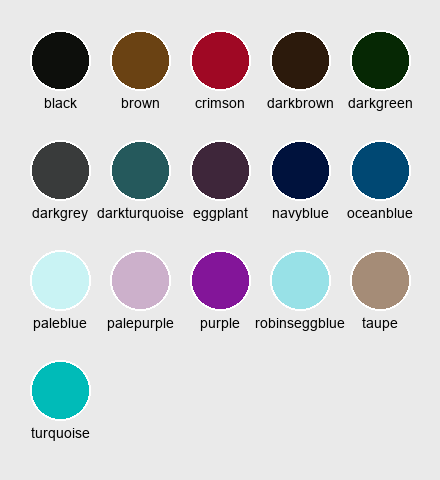 black brown crimson darkbrown darkgreen
darkgrey darkturquoise eggplant navyblue oceanblue
paleblue palepurple purple robinseggblue taupe
turquoise